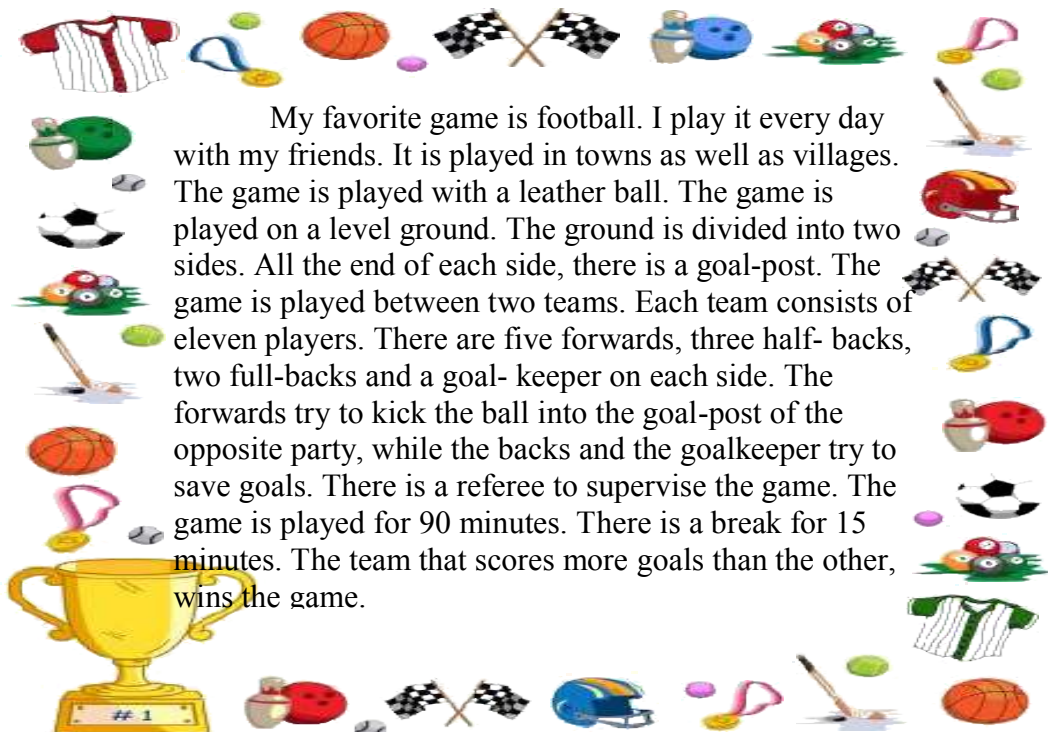 My favorite game is football. I play it every day
with my friends. It is played in towns as well as villages.
The game is played with a leather ball. The game is
played on a level ground. The ground is divided into two
sides. All the end of each side, there is a goal-post. The
game is played between two teams. Each team consists of
eleven players. There are five forwards, three half- backs,
two full-backs and a goal- keeper on each side. The
forwards try to kick the ball into the goal-post of the
opposite party, while the backs and the goalkeeper try to
save goals. There is a referee to supervise the game. The
game is played for 90 minutes. There is a break for 15
minutes. The team that scores more goals than the other,
wins the game.
# 1